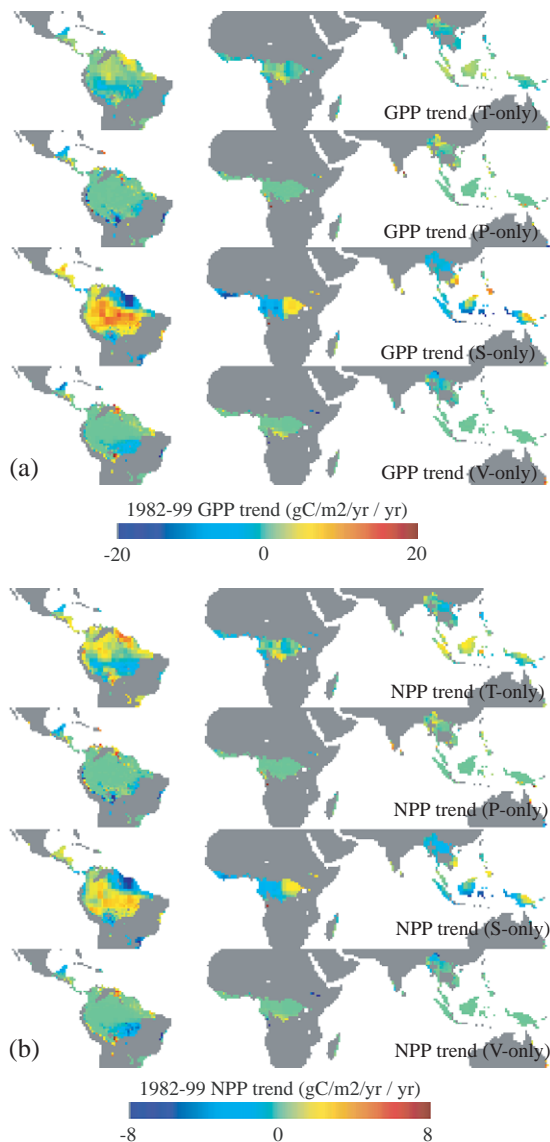 GPP trend (T-only)
GPP trend (P-only)
GPP trend (S-only)
GPP trend (V-only)
(a)
1982-99 GPP trend (gC/m2/yr / yr)
-20 0 20
NPP trend (T-only)
NPP trend (P-only)
NPP trend (S-only)
NPP trend (V-only)
(b)
1982-99 NPP trend (gC/m2/yr / yr)
-8 0 8